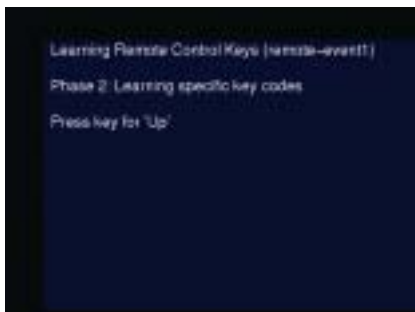 Learning Remote Control Keys (remote-event1)
Phase 2: Learning specific key codes
Press key for 'Up'